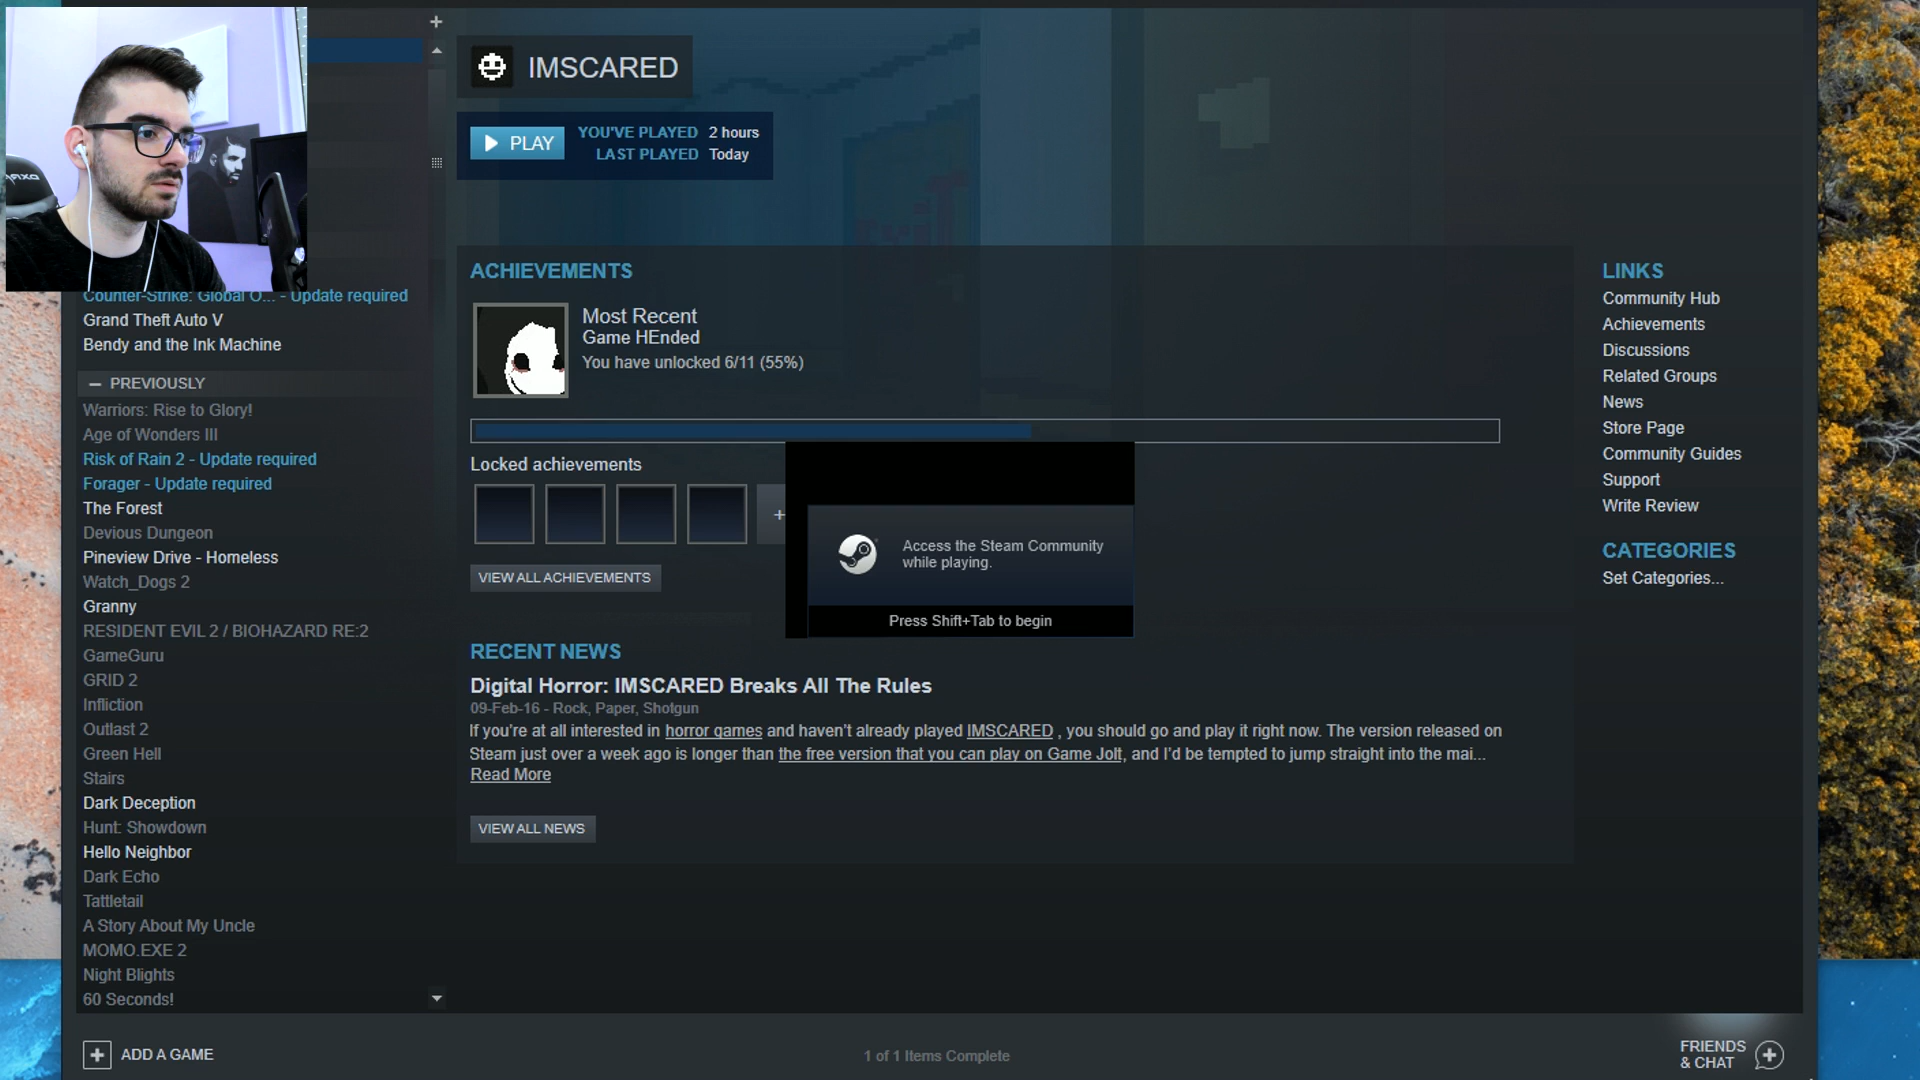 +
IMSCARED
PLAY
YOU'VE PLAYED 2 hours
LAST PLAYED Today
Counter-Strike: Global O... - Update required
Grand Theft Auto V
Bendy and the Ink Machine
– PREVIOUSLY
Warriors: Rise to Glory!
Age of Wonders III
Risk of Rain 2 - Update required
Forager - Update required
The Forest
Devious Dungeon
Pineview Drive - Homeless
Watch_Dogs 2
Granny
RESIDENT EVIL 2 / BIOHAZARD RE:2
GameGuru
GRID 2
Infliction
Outlast 2
Green Hell
Stairs
Dark Deception
Hunt: Showdown
Hello Neighbor
Dark Echo
Tattletail
A Story About My Uncle
MOMO.EXE 2
Night Blights
60 Seconds!
ACHIEVEMENTS
Most Recent
Game HEnded
You have unlocked 6/11 (55%)
Locked achievements
+
VIEW ALL ACHIEVEMENTS
Access the Steam Community
while playing.
Press Shift+Tab to begin
RECENT NEWS
Digital Horror: IMSCARED Breaks All The Rules
09-Feb-16 - Rock, Paper, Shotgun
If you're at all interested in horror games and haven't already played IMSCARED , you should go and play it right now. The version released on
Steam just over a week ago is longer than the free version that you can play on Game Jolt, and I'd be tempted to jump straight into the mai...
Read More
VIEW ALL NEWS
LINKS
Community Hub
Achievements
Discussions
Related Groups
News
Store Page
Community Guides
Support
Write Review
CATEGORIES
Set Categories...
+ ADD A GAME
1 of 1 Items Complete
FRIENDS
& CHAT